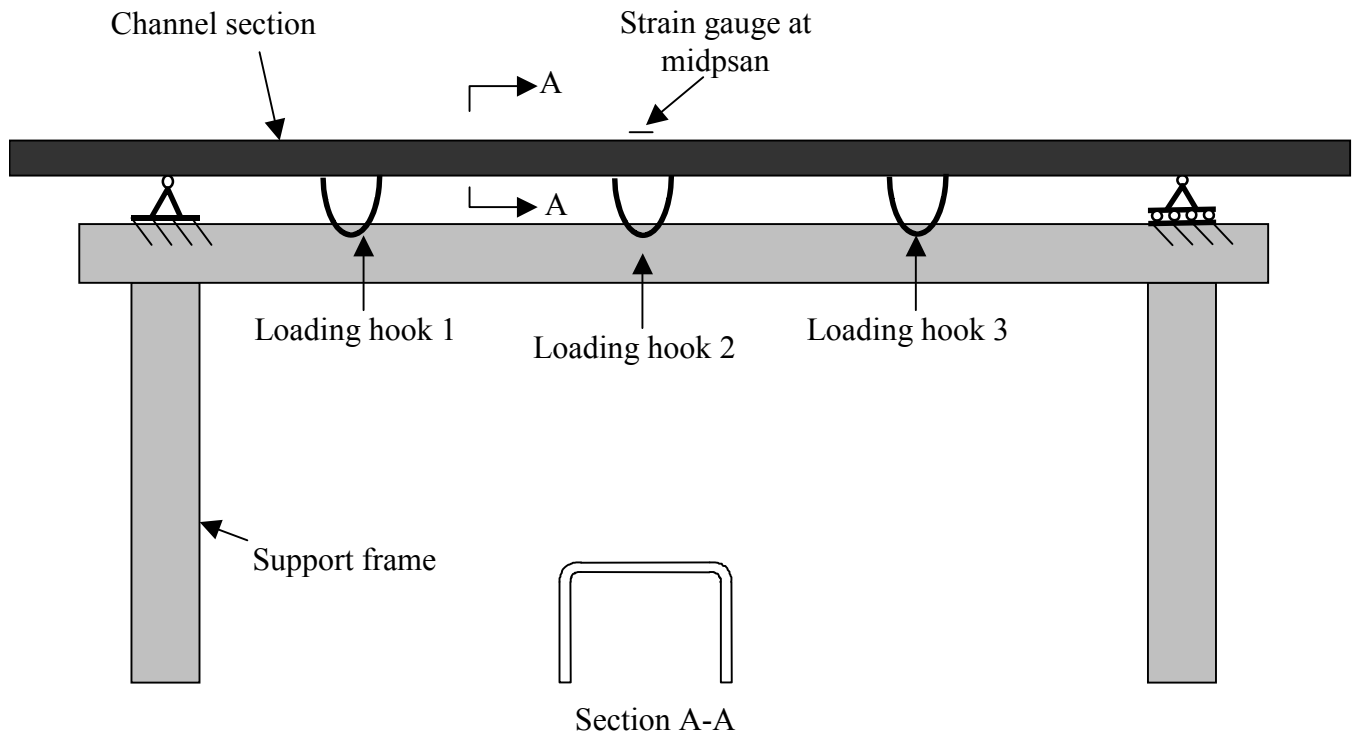 Channel section
Strain gauge at
midpsan
A
A
Loading hook 1
Loading hook 2
Loading hook 3
Support frame
Section A-A